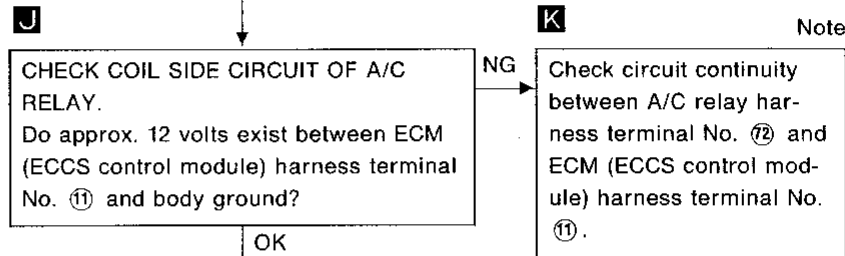 J
CHECK COIL SIDE CIRCUIT OF A/C
RELAY.
Do approx. 12 volts exist between ECM
(ECCS control module) harness terminal
No. ⑪ and body ground?
NG
OK
K
Note
Check circuit continuity
between A/C relay har-
ness terminal No. ㊲ and
ECM (ECCS control mod-
ule) harness terminal No.
⑪ .